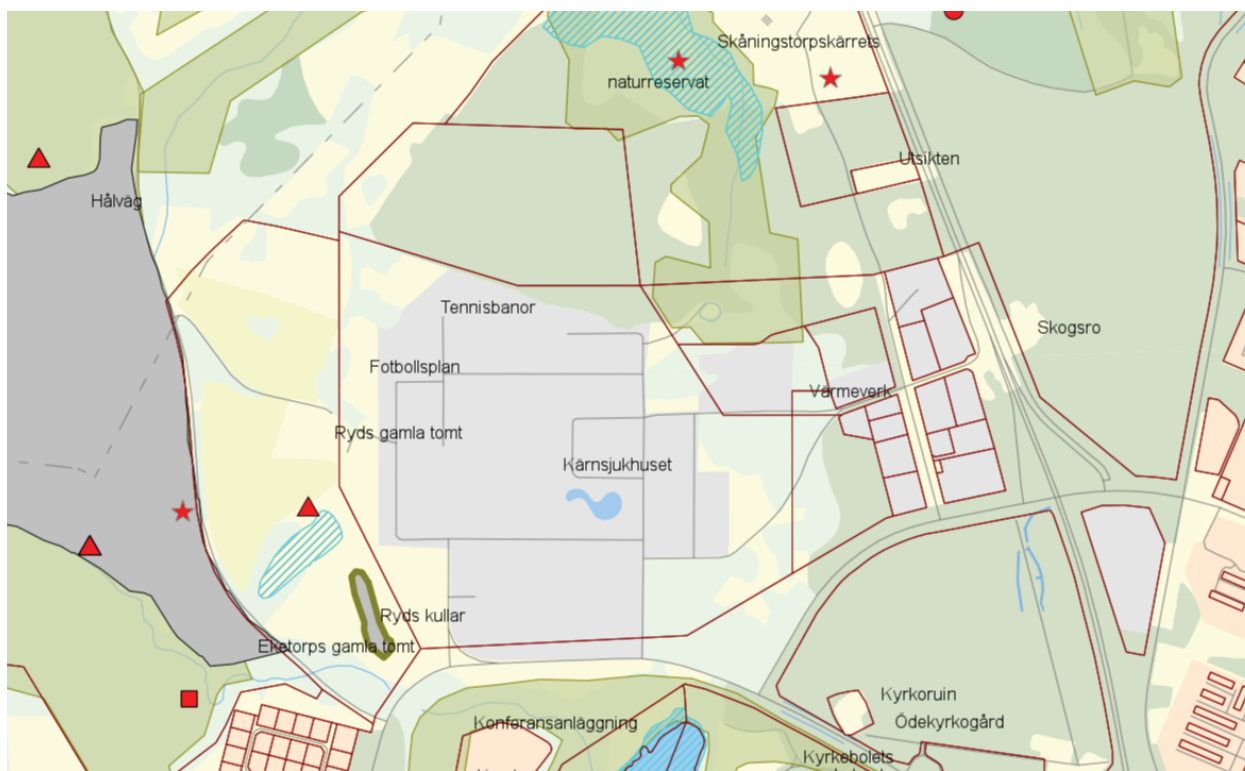 Skåningstorpskärrets
naturreservat
Utsikten
Hålväg
Tennisbanor
Skogsro
Fotbollsplan
Värmeverk
Ryds gamla tomt
Kärnsjukhuset
Ryds kullar
Eketorps gamla tomt
Kyrkoruin
Konferansanläggning
Ödekyrkogård
Kyrkebolets